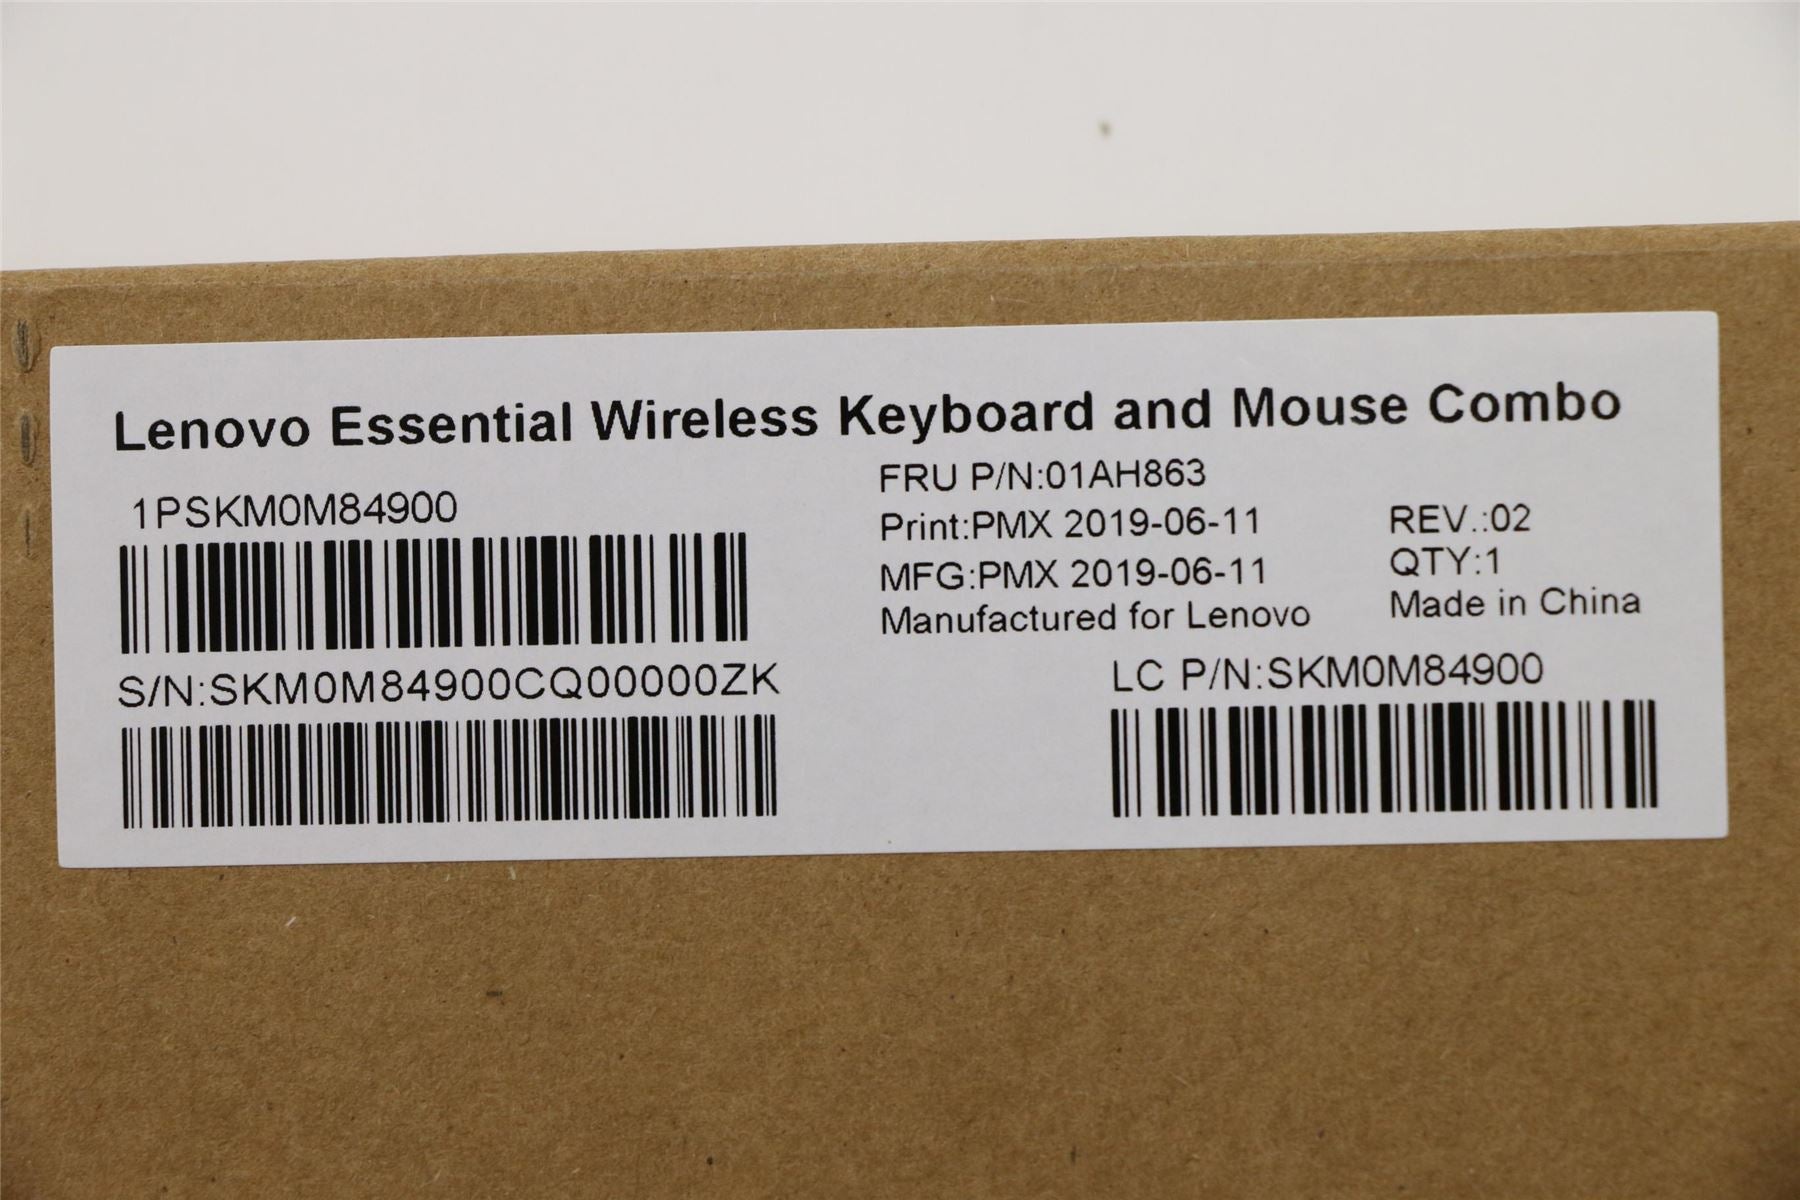 Lenovo Essential Wireless Keyboard and Mouse Combo
1PSKM0M84900
S/N:SKM0M84900CQ00000ZK
FRU P/N:01AH863
Print:PMX 2019-06-11
MFG:PMX 2019-06-11
Manufactured for Lenovo
REV.:02
QTY:1
Made in China
LC P/N:SKM0M84900